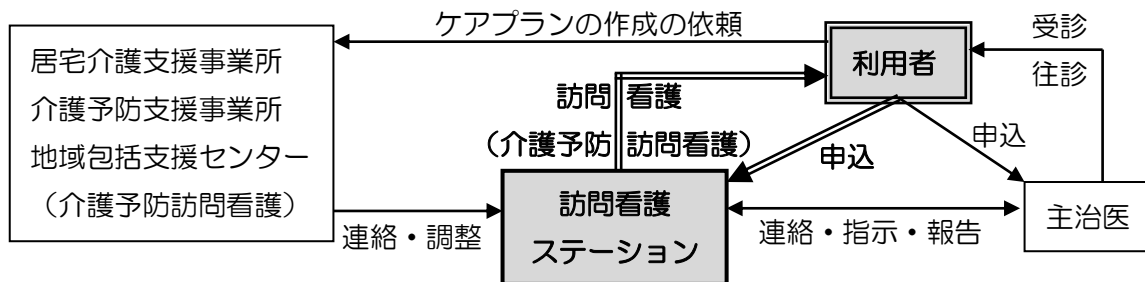 ケアプランの作成の依頼
居宅介護支援事業所
介護予防支援事業所
地域包括支援センター
（介護予防訪問看護）
利用者
受診
往診
訪問 看護
（介護予防 訪問看護）
申込
申込
訪問看護
ステーション
連絡・調整
連絡・指示・報告
主治医